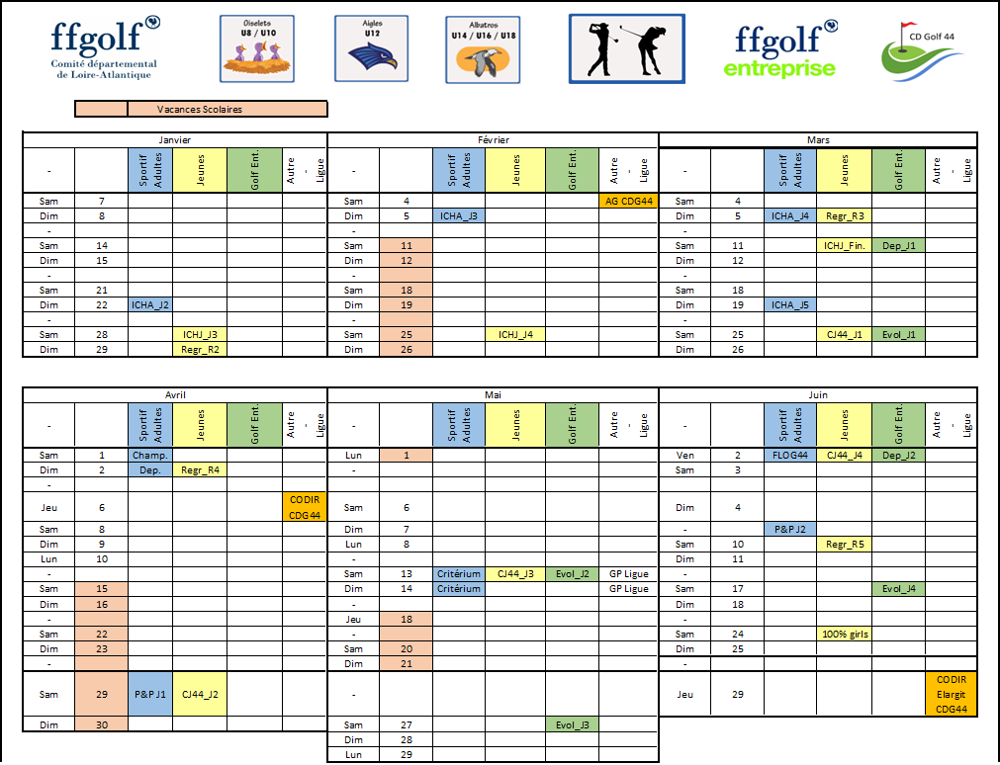 ffgolf
Comité départemental
de Loire-Atlantique
Oiselets
U8 / U10
Aigles
U12
Albatros
U14 / U16 / U18
ffgolf
entreprise
CD Golf 44
Vacances Scolaires
Janvier Février Mars
- Sportif Adultes Jeunes Golf Ent. Autre - Ligue - Sportif Adultes Jeunes Golf Ent. Autre - Ligue - Sportif Adultes Jeunes Golf Ent. Autre - Ligue
Sam 7 Sam 4 AG CDG44 Sam 4
Dim 8 Dim 5 ICHA_J3 Dim 5 ICHA_J4 Regr_R3
- - -
Sam 14 Sam 11 Sam 11 ICHJ_Fin. Dep_J1
Dim 15 Dim 12 Dim 12
- - -
Sam 21 Sam 18 Sam 18
Dim 22 ICHA_J2 Dim 19 Dim 19 ICHA_J5
- - -
Sam 28 ICHJ_J3 Sam 25 ICHJ_J4 Sam 25 CJ44_J1 Evol_J1
Dim 29 Regr_R2 Dim 26 Dim 26
Avril Mai Juin
- Sportif Adultes Jeunes Golf Ent. Autre - Ligue - Sportif Adultes Jeunes Golf Ent. Autre - Ligue - Sportif Adultes Jeunes Golf Ent. Autre - Ligue
Sam 1 Champ. Lun 1 Ven 2 FLOG44 CJ44_J4 Dep_J2
Dim 2 Dep. Regr_R4 - Sam 3
-
Jeu 6 CODIR CDG44 Sam 6 Dim 4
Sam 8 Dim 7 - P&P J2
Dim 9 Lun 8 Sam 10 Regr_R5
Lun 10 - Dim 11
- Sam 13 Critérium CJ44_J3 Evol_J2 GP Ligue -
Sam 15 Dim 14 Critérium GP Ligue Sam 17 Evol_J4
Dim 16 - Dim 18
- Jeu 18 -
Sam 22 - Sam 24 100% girls
Dim 23 Sam 20 Dim 25
- Dim 21 -
Sam 29 P&P J1 CJ44_J2 - Jeu 29 CODIR Elargit CDG44
Dim 30 Sam 27 Evol_J3
Dim 28
Lun 29